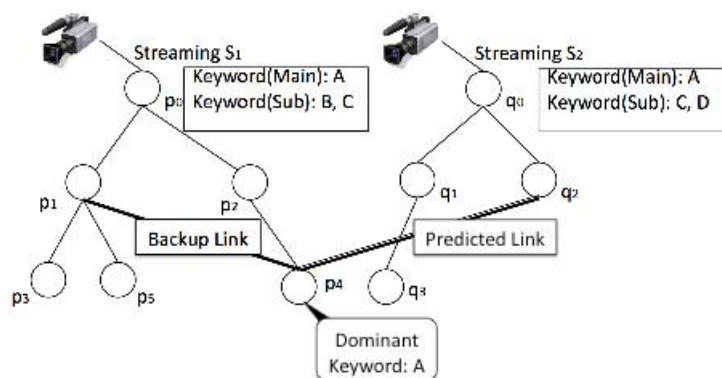 Streaming S1
Keyword(Main): A
Keyword(Sub): B, C
p0
p1
p2
Backup Link
p3
p5
p4
Dominant
Keyword: A
Streaming S2
Keyword(Main): A
Keyword(Sub): C, D
q0
q1
q2
Predicted Link
q3